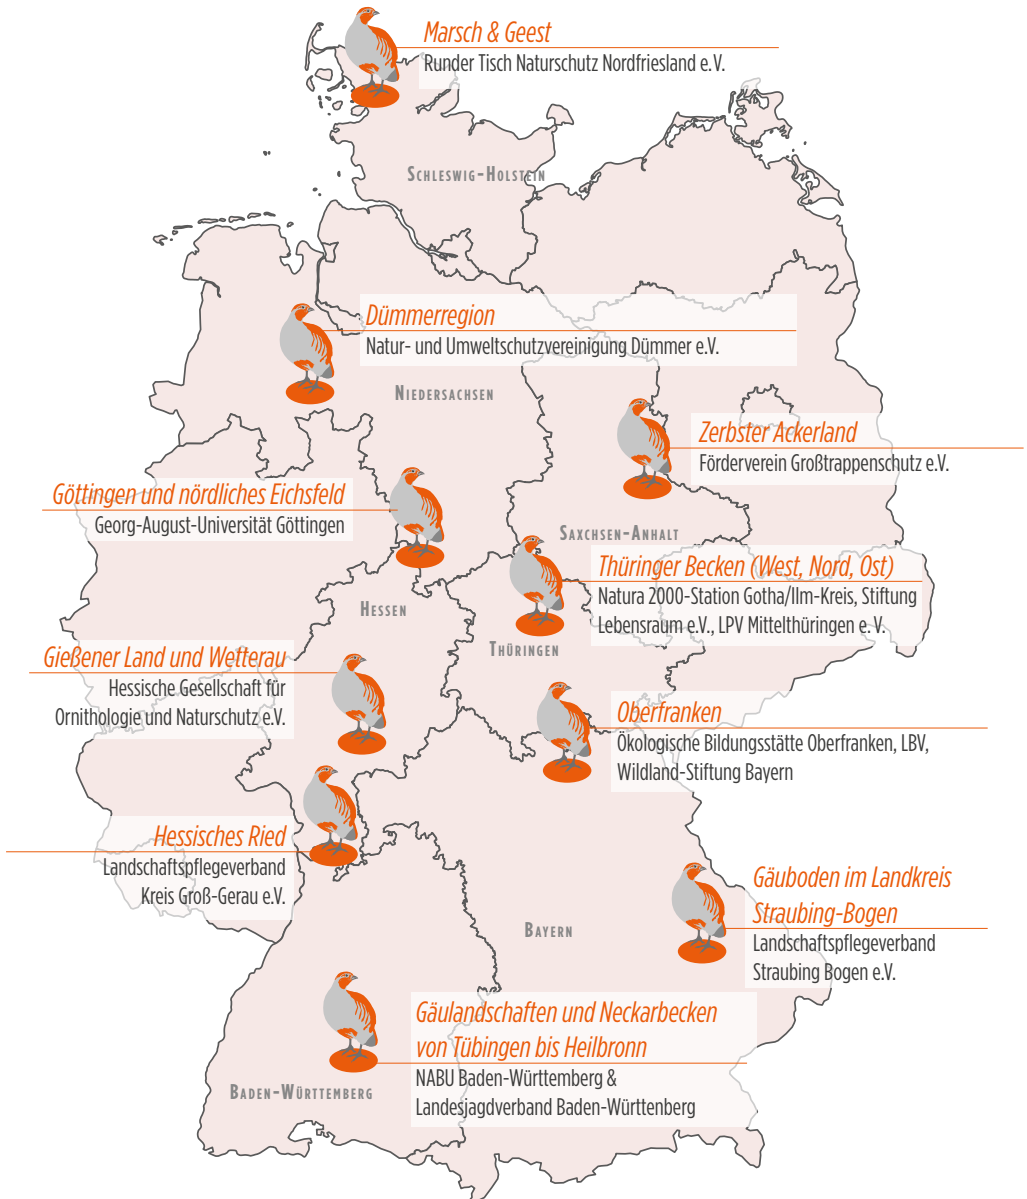 Marsch & Geest
Runder Tisch Naturschutz Nordfriesland e.V.
Schleswig-Holstein
Dümmerregion
Natur- und Umweltschutzvereinigung Dümmer e.V.
Niedersachsen
Zerbster Ackerland
Förderverein Großtrappenschutz e.V.
Göttingen und nördliches Eichsfeld
Georg-August-Universität Göttingen
Saxchsen-Anhalt
Thüringer Becken (West, Nord, Ost)
Natura 2000-Station Gotha/Ilm-Kreis, Stiftung
Lebensraum e.V., LPV Mittelthüringen e. V.
Hessen
Thüringen
Gießener Land und Wetterau
Hessische Gesellschaft für
Ornithologie und Naturschutz e.V.
Oberfranken
Ökologische Bildungsstätte Oberfranken, LBV,
Wildland-Stiftung Bayern
Hessisches Ried
Landschaftspflegeverband
Kreis Groß-Gerau e.V.
Gäuboden im Landkreis
Straubing-Bogen
Landschaftspflegeverband
Straubing Bogen e.V.
Bayern
Gäulandschaften und Neckarbecken
von Tübingen bis Heilbronn
NABU Baden-Württemberg &
Landesjagdverband Baden-Württenberg
Baden-Württemberg